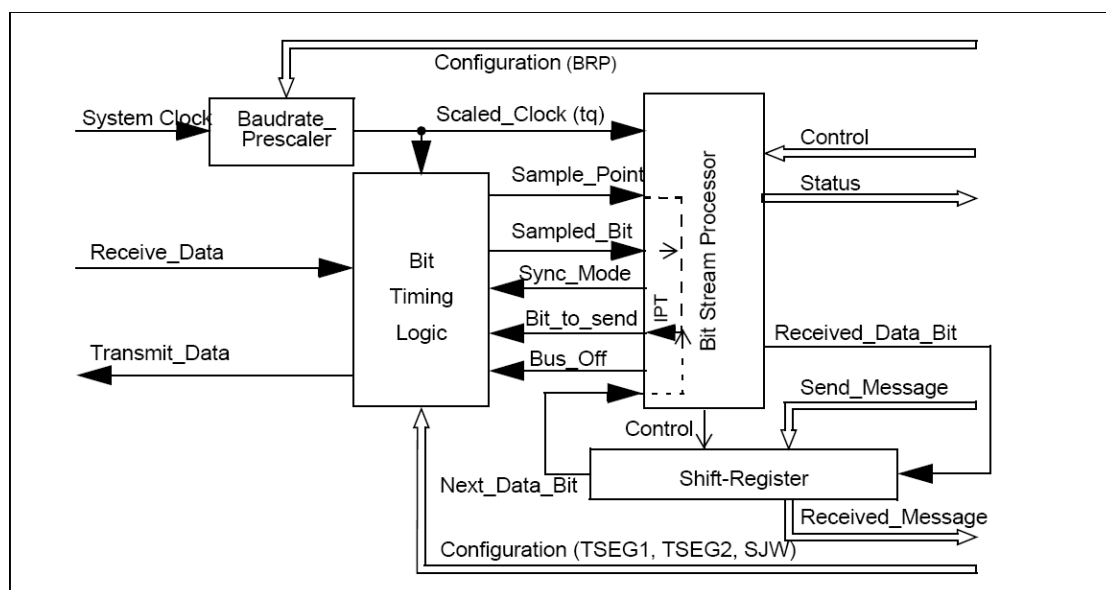 Configuration (BRP)
System Clock
Baudrate_
Prescaler
Scaled_Clock (tq)
Control
Sample_Point
Status
Sampled_Bit
Receive_Data
Bit
Timing
Logic
Sync_Mode
IPT
Bit Stream Processor
Bit_to_send
Received_Data_Bit
Transmit_Data
Bus_Off
Send_Message
Control
Next_Data_Bit
Shift-Register
Received_Message
Configuration (TSEG1, TSEG2, SJW)